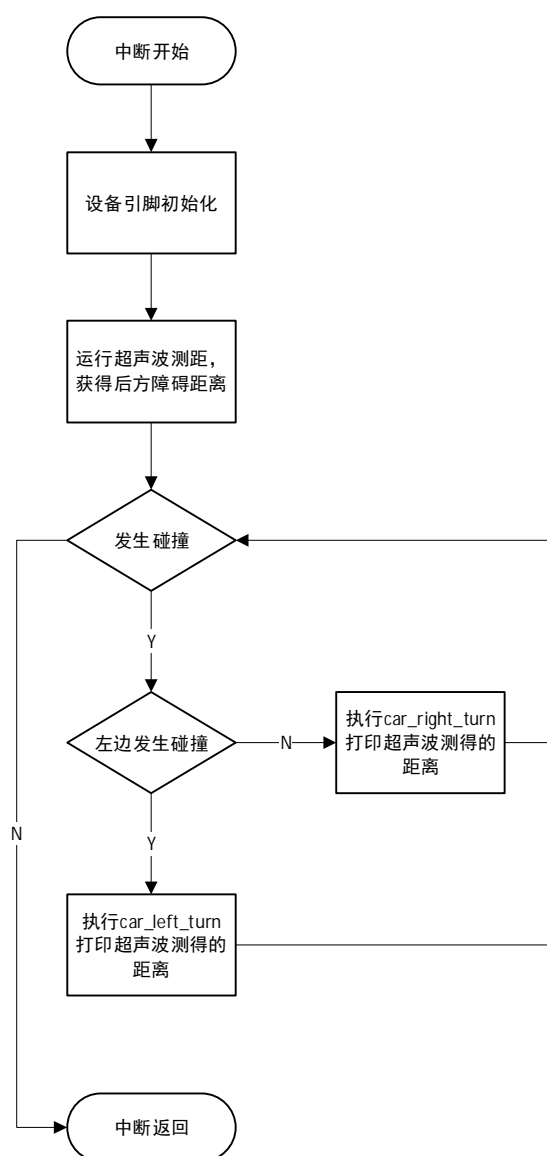 中断开始
设备引脚初始化
运行超声波测距，
获得后方障碍距离
发生碰撞
Y
左边发生碰撞
N
执行car_right_turn
打印超声波测得的
距离
N
Y
执行car_left_turn
打印超声波测得的
距离
中断返回